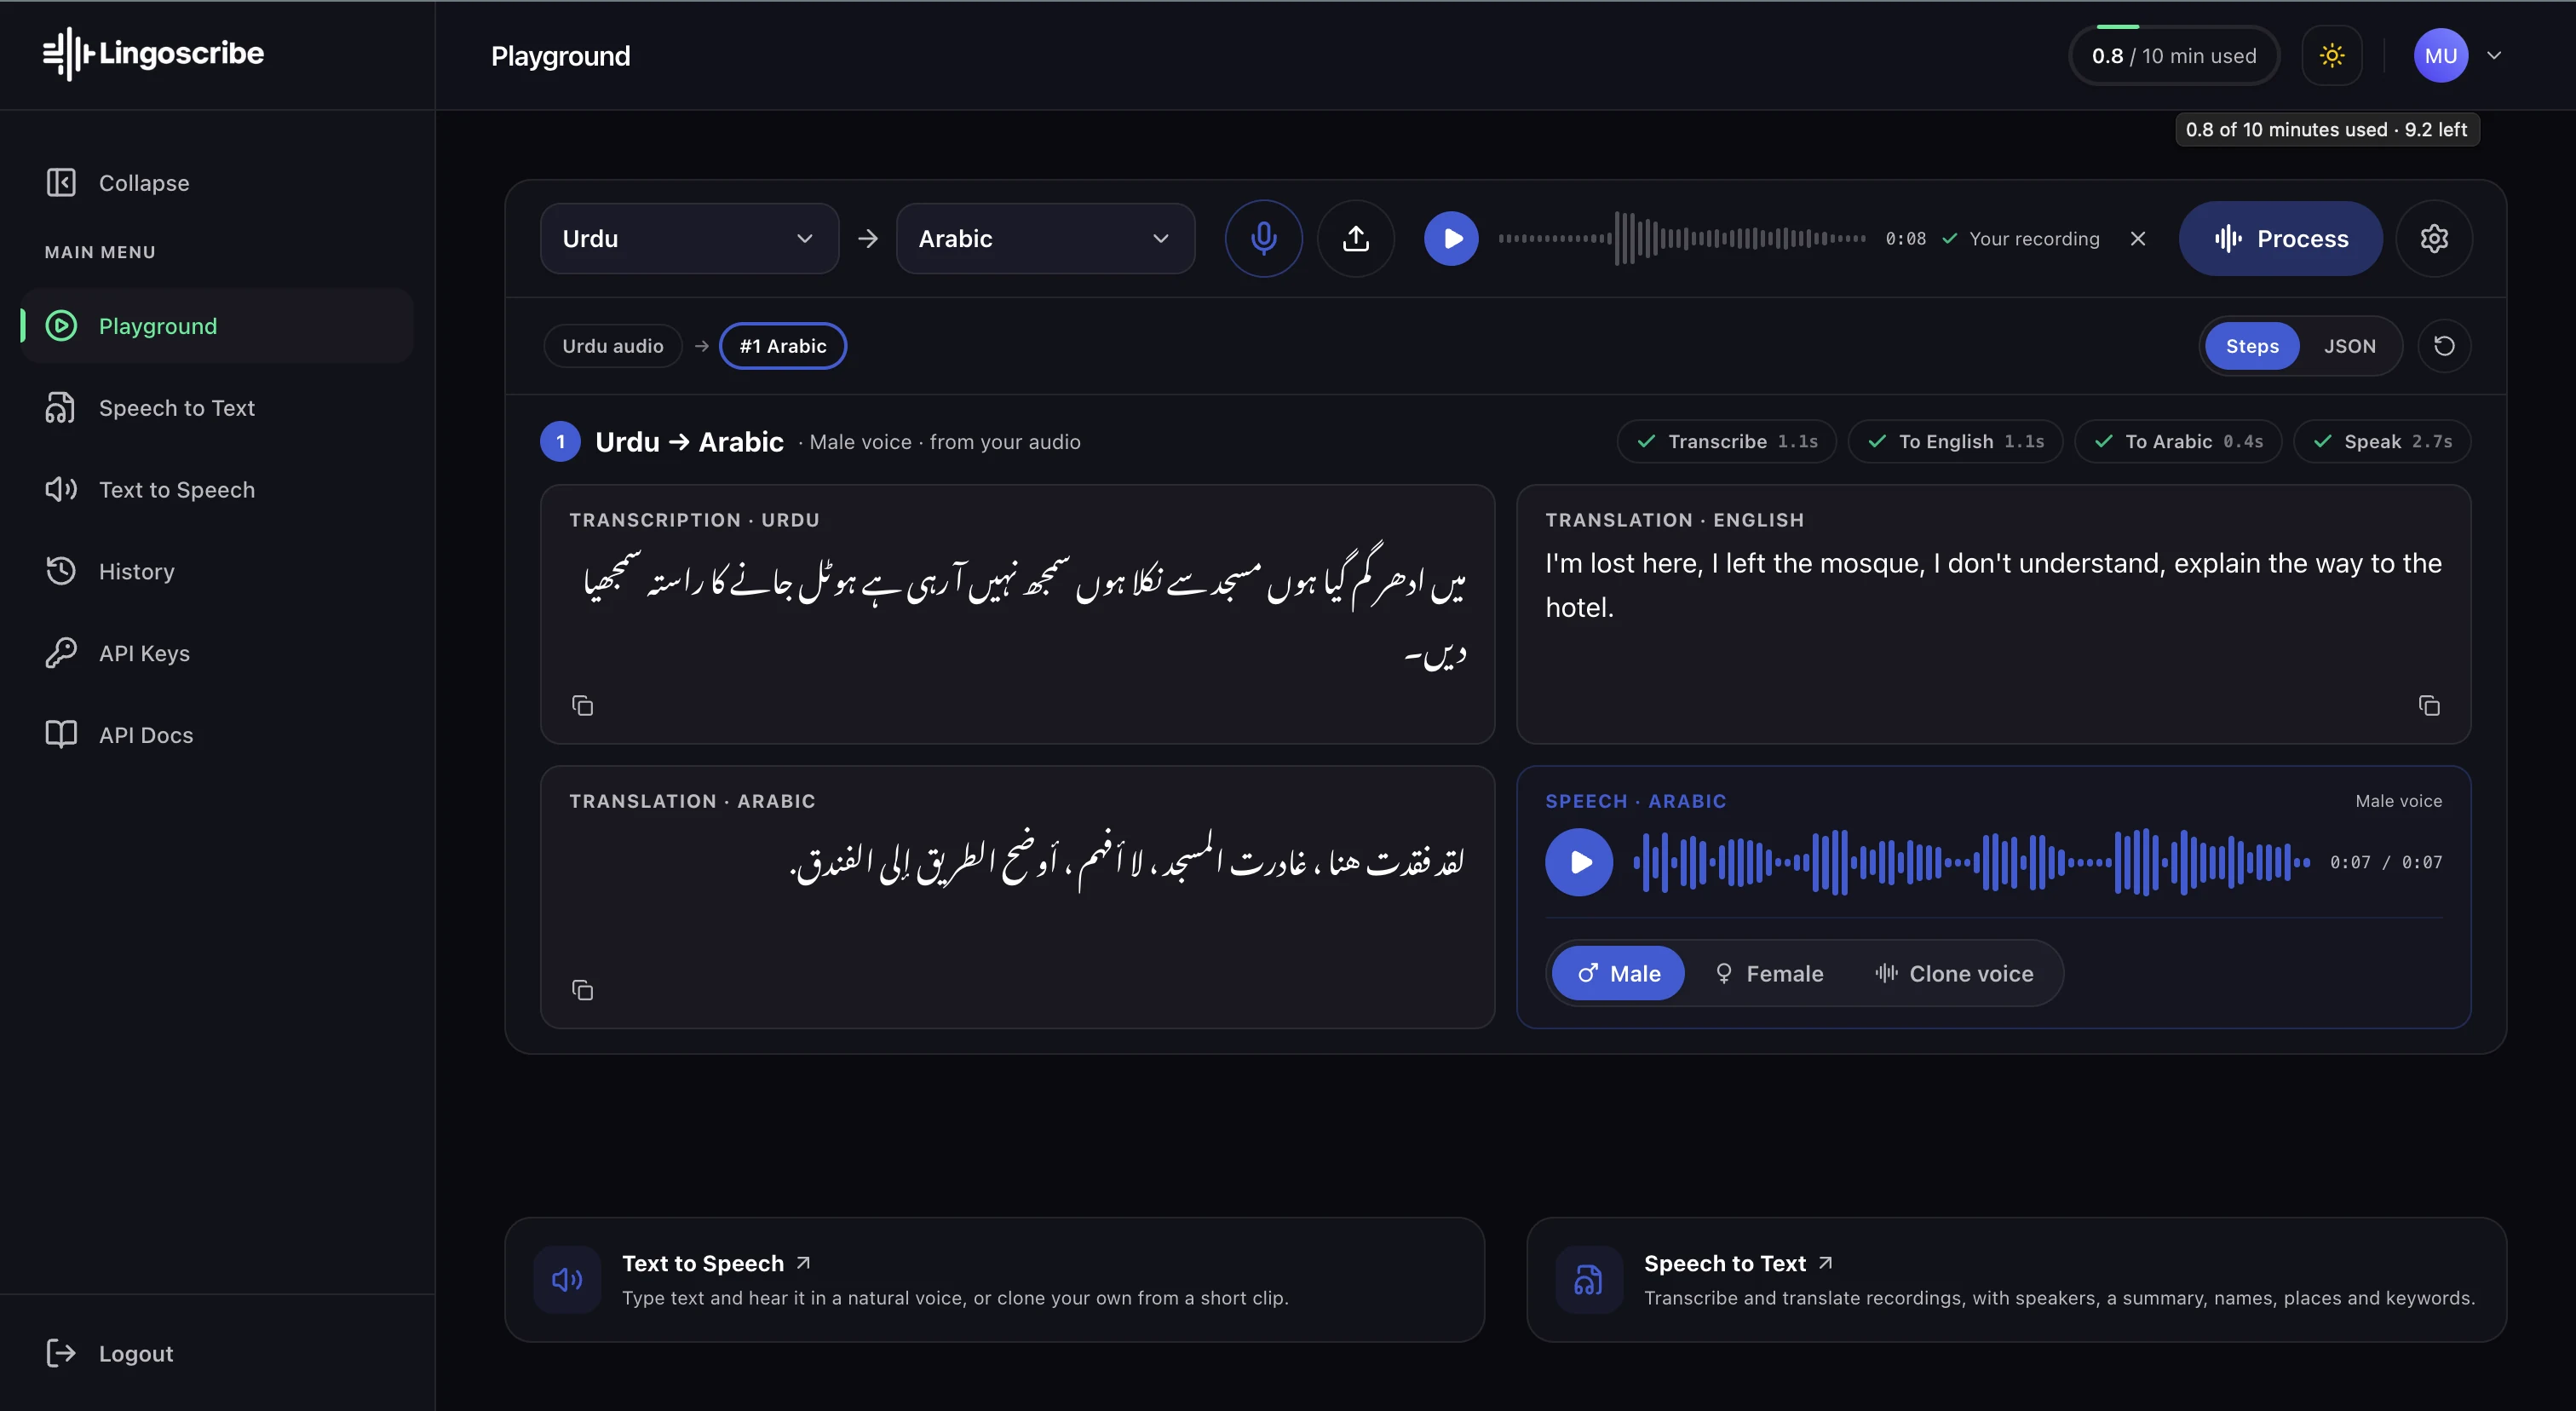 Lingoscribe
Playground
0.8 / 10 min used
MU
0.8 of 10 minutes used · 9.2 left
Collapse
MAIN MENU
Playground
Speech to Text
Text to Speech
History
API Keys
API Docs
Logout
Urdu → Arabic
0:08 Your recording
Process
Urdu audio → #1 Arabic
Steps JSON
1 Urdu → Arabic · Male voice · from your audio
Transcribe 1.1s To English 1.1s To Arabic 0.4s Speak 2.7s
TRANSCRIPTION · URDU
میں ادھر گم گیا ہوں مسجد سے نکلا ہوں سمجھ نہیں آ رہی ہے ہوٹل جانے کا راستہ سمجھیا
دیں۔
TRANSLATION · ENGLISH
I'm lost here, I left the mosque, I don't understand, explain the way to the
hotel.
TRANSLATION · ARABIC
لقد فقدت هنا، غادرت المسجد، لا أفهم، أوضح الطريق إلى الفندق.
SPEECH · ARABIC
Male voice
0:07 / 0:07
Male Female Clone voice
Text to Speech
Type text and hear it in a natural voice, or clone your own from a short clip.
Speech to Text
Transcribe and translate recordings, with speakers, a summary, names, places and keywords.